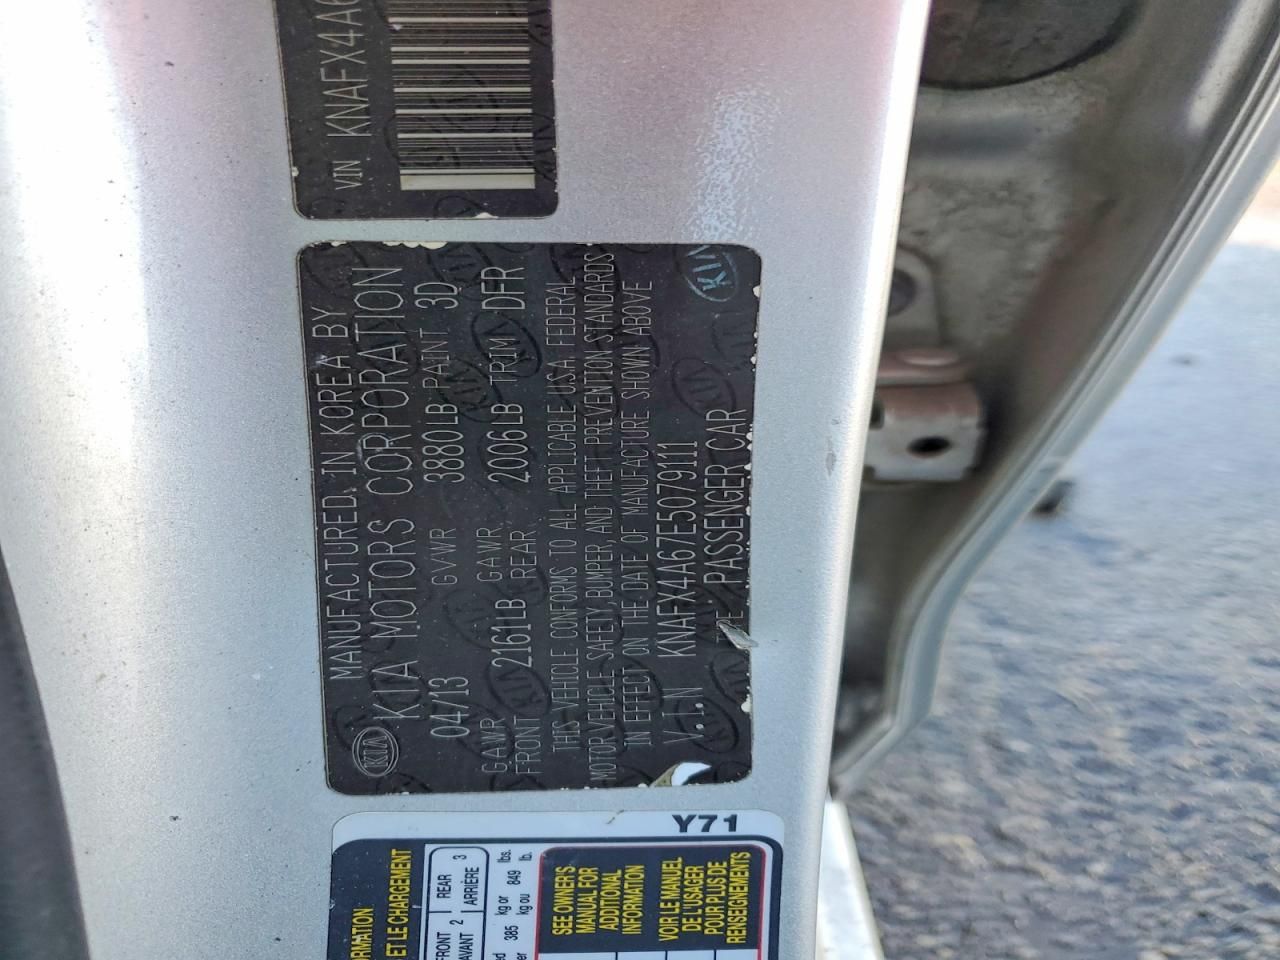 VIN KNAFX4A6
MANUFACTURED IN KOREA BY
KIA MOTORS CORPORATION
04/13 GVWR 3880LB PAINT 3D
GAWR FRONT 2161LB GAWR REAR 2006LB TRIM DFR
THIS VEHICLE CONFORMS TO ALL APPLICABLE U.S.A. FEDERAL
MOTOR VEHICLE SAFETY, BUMPER, AND THEFT PREVENTION STANDARDS
IN EFFECT ON THE DATE OF MANUFACTURE SHOWN ABOVE
V.I.N KNAFX4A67E5079111
PASSENGER CAR
KIA
Y71
ET LE CHARGEMENT
FRONT 2 REAR 3
AVANT ARRIÈRE
385 kg or 849 lbs.
kg ou lb.
SEE OWNER'S
MANUAL FOR
ADDITIONAL
INFORMATION
VOIR LE MANUEL
DE L'USAGER
POUR PLUS DE
RENSEIGNEMENTS